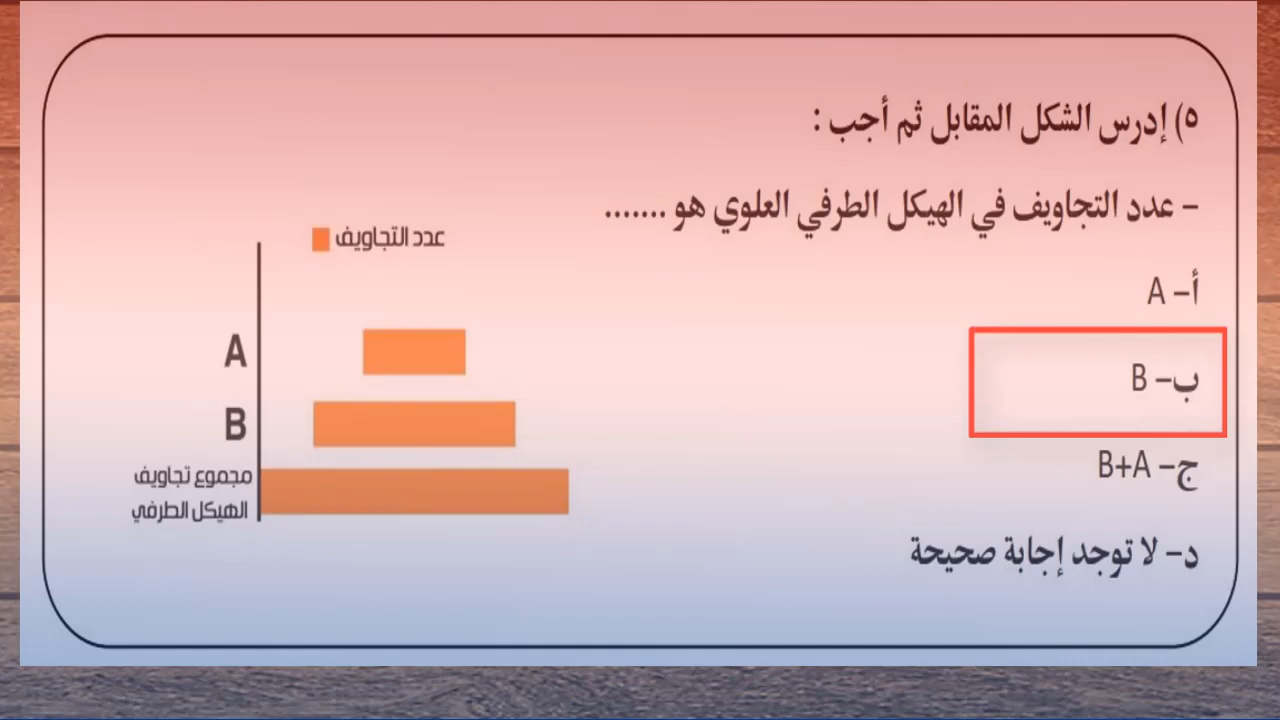 ٥) إدرس الشكل المقابل ثم أجب :
– عدد التجاويف في الهيكل الطرفي العلوي هو .......
أ– A
ب– B
ج– B+A
د– لا توجد إجابة صحيحة
عدد التجاويف
A
B
مجموع تجاويف
الهيكل الطرفي